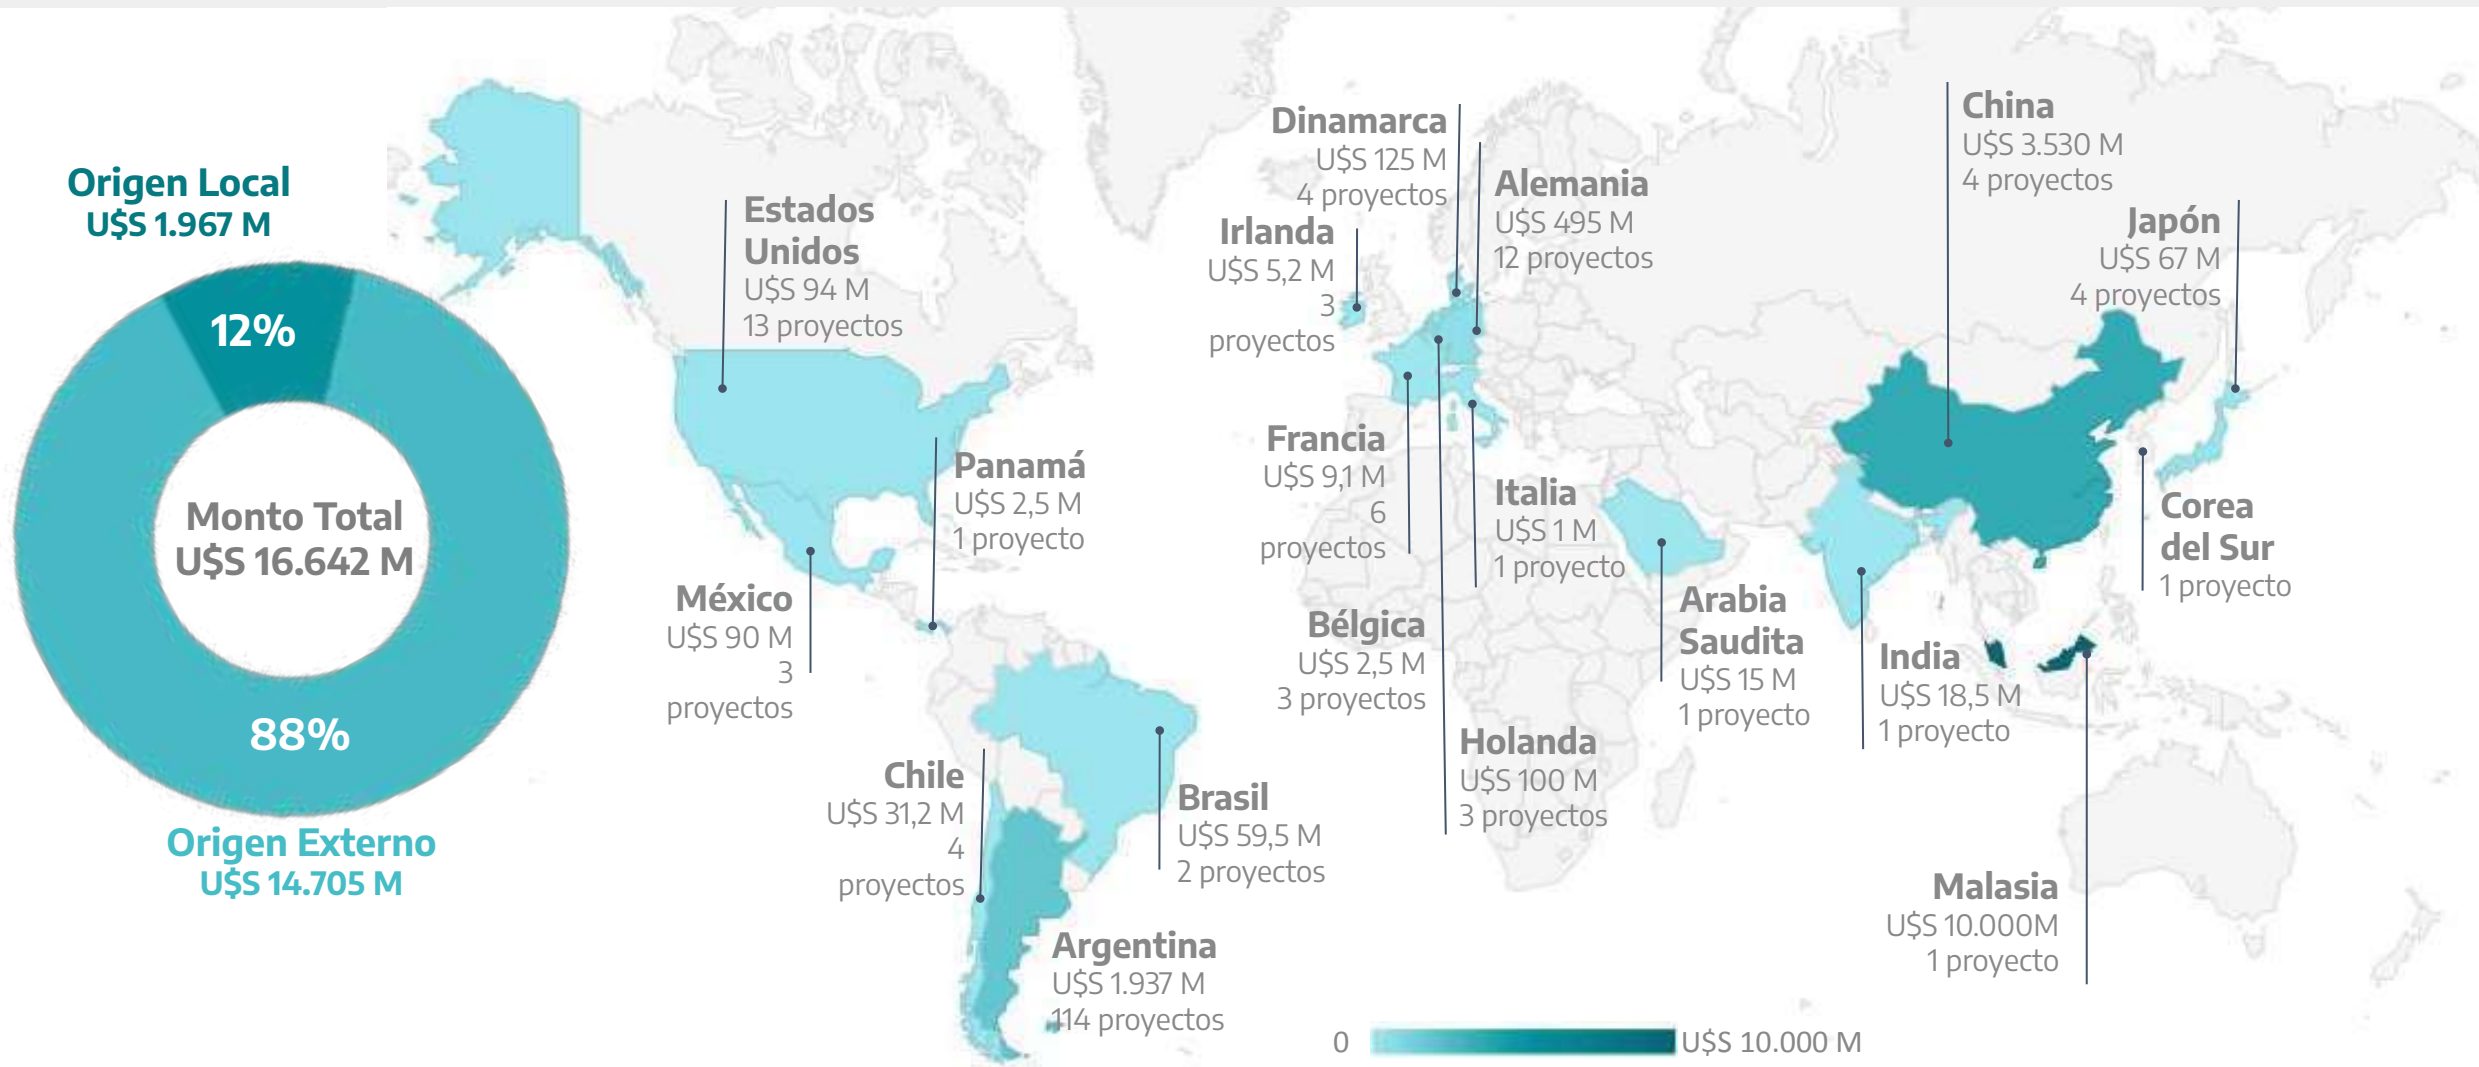 Origen Local
U$S 1.967 M
12%
Monto Total
U$S 16.642 M
88%
Origen Externo
U$S 14.705 M
Estados
Unidos
U$S 94 M
13 proyectos
Panamá
U$S 2,5 M
1 proyecto
México
U$S 90 M
3
proyectos
Chile
U$S 31,2 M
4
proyectos
Brasil
U$S 59,5 M
2 proyectos
Argentina
U$S 1.937 M
114 proyectos
Dinamarca
U$S 125 M
4 proyectos
Irlanda
U$S 5,2 M
3
proyectos
Alemania
U$S 495 M
12 proyectos
Francia
U$S 9,1 M
6
proyectos
Italia
U$S 1 M
1 proyecto
Bélgica
U$S 2,5 M
3 proyectos
Holanda
U$S 100 M
3 proyectos
Arabia
Saudita
U$S 15 M
1 proyecto
China
U$S 3.530 M
4 proyectos
Japón
U$S 67 M
4 proyectos
Corea
del Sur
1 proyecto
India
U$S 18,5 M
1 proyecto
Malasia
U$S 10.000M
1 proyecto
0
U$S 10.000 M